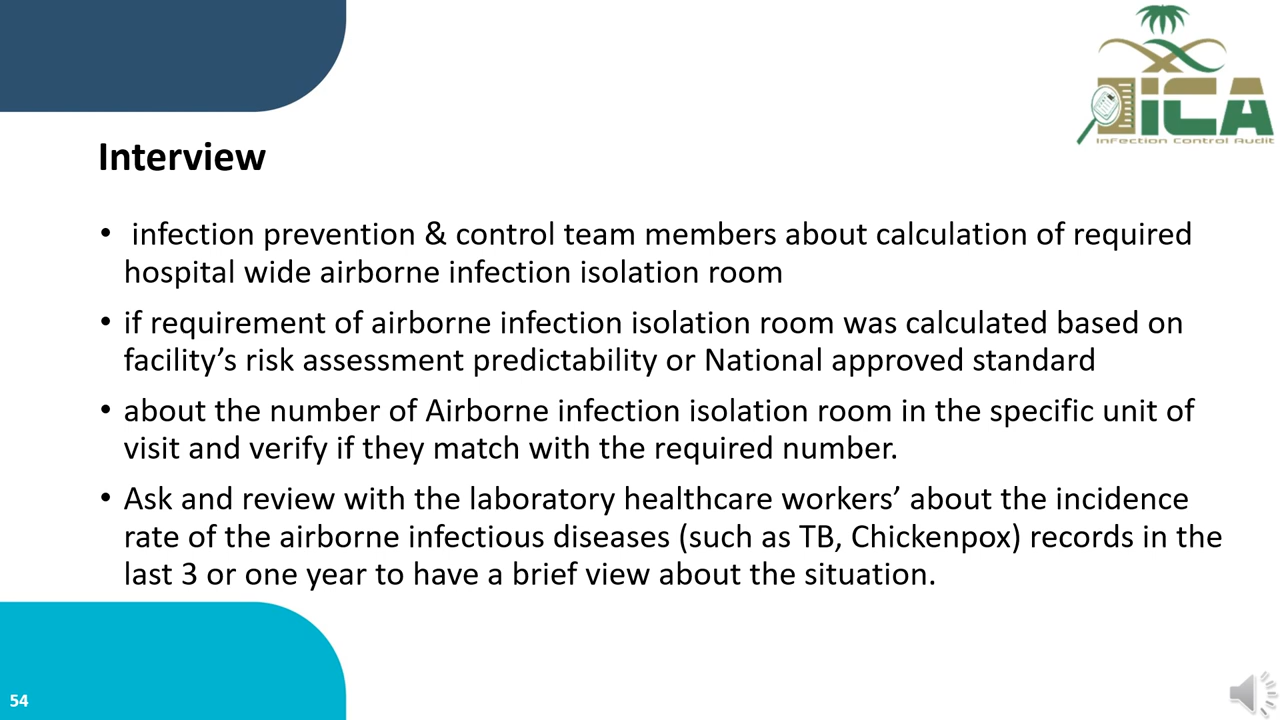 iCA
Infection Control Audit
Interview
• infection prevention & control team members about calculation of required
hospital wide airborne infection isolation room
• if requirement of airborne infection isolation room was calculated based on
facility’s risk assessment predictability or National approved standard
• about the number of Airborne infection isolation room in the specific unit of
visit and verify if they match with the required number.
• Ask and review with the laboratory healthcare workers’ about the incidence
rate of the airborne infectious diseases (such as TB, Chickenpox) records in the
last 3 or one year to have a brief view about the situation.
54